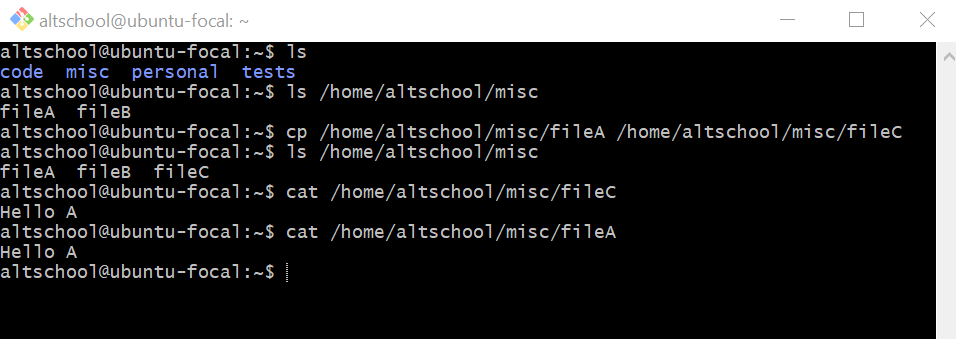 altschool@ubuntu-focal: ~
altschool@ubuntu-focal:~$ ls
code  misc  personal  tests
altschool@ubuntu-focal:~$ ls /home/altschool/misc
fileA  fileB
altschool@ubuntu-focal:~$ cp /home/altschool/misc/fileA /home/altschool/misc/fileC
altschool@ubuntu-focal:~$ ls /home/altschool/misc
fileA  fileB  fileC
altschool@ubuntu-focal:~$ cat /home/altschool/misc/fileC
Hello A
altschool@ubuntu-focal:~$ cat /home/altschool/misc/fileA
Hello A
altschool@ubuntu-focal:~$